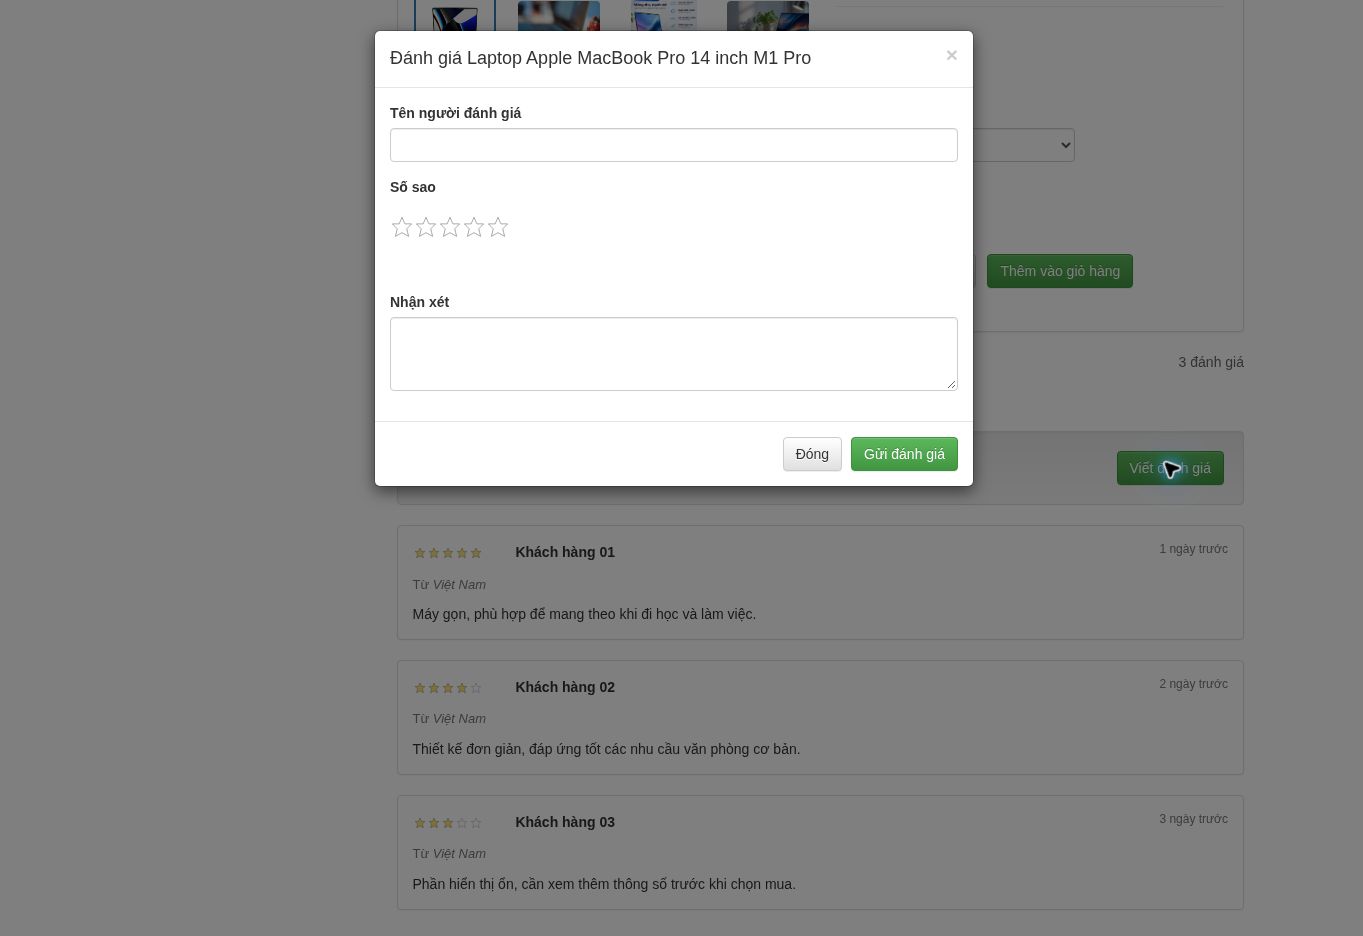 Đánh giá Laptop Apple MacBook Pro 14 inch M1 Pro
×
Tên người đánh giá
Số sao
Nhận xét
Đóng
Gửi đánh giá
Thêm vào giỏ hàng
3 đánh giá
Viết đánh giá
Khách hàng 01
1 ngày trước
Từ Việt Nam
Máy gọn, phù hợp để mang theo khi đi học và làm việc.
Khách hàng 02
2 ngày trước
Từ Việt Nam
Thiết kế đơn giản, đáp ứng tốt các nhu cầu văn phòng cơ bản.
Khách hàng 03
3 ngày trước
Từ Việt Nam
Phần hiển thị ổn, cần xem thêm thông số trước khi chọn mua.